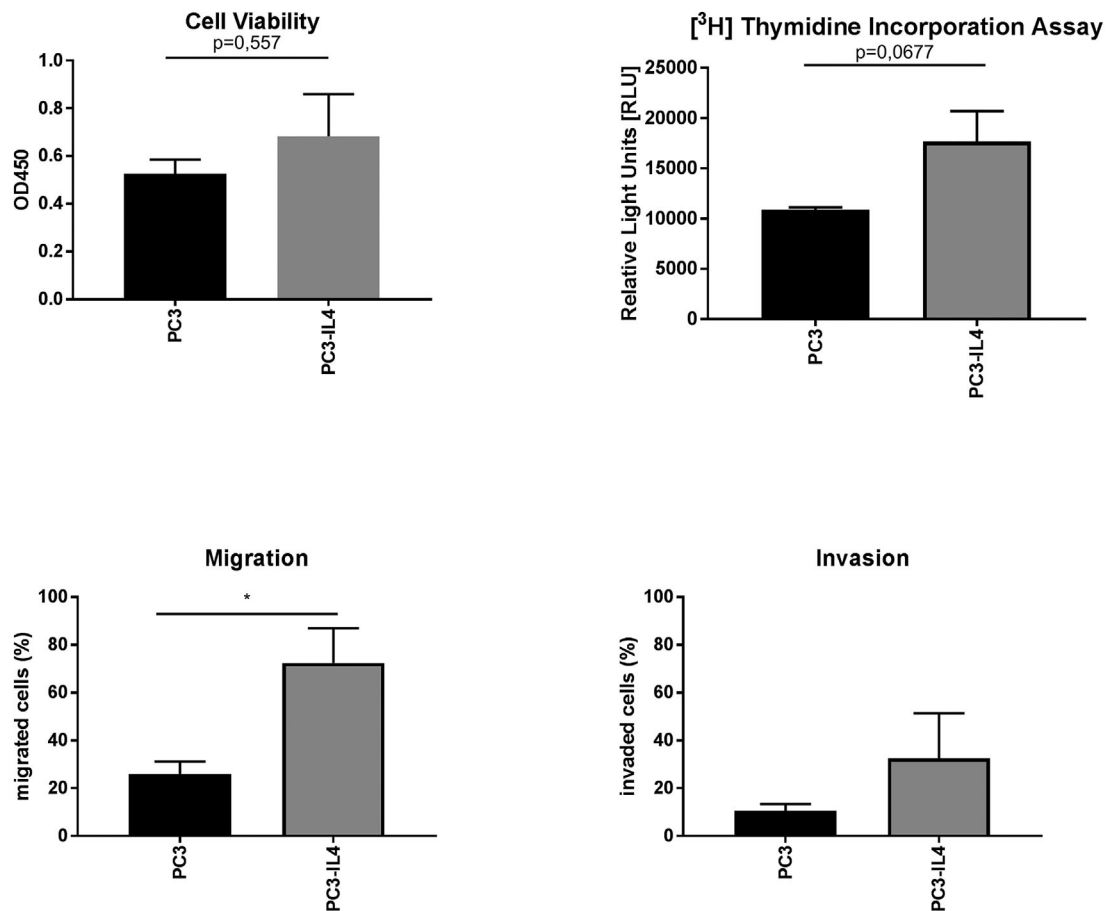 Cell Viability
p=0,557
OD450
1.0
0.8
0.6
0.4
0.2
0.0
PC3
PC3-IL4
[³H] Thymidine Incorporation Assay
p=0,0677
Relative Light Units [RLU]
25000
20000
15000
10000
5000
0
PC3
PC3-IL4
Migration
*
migrated cells (%)
100
80
60
40
20
0
PC3
PC3-IL4
Invasion
invaded cells (%)
100
80
60
40
20
0
PC3
PC3-IL4